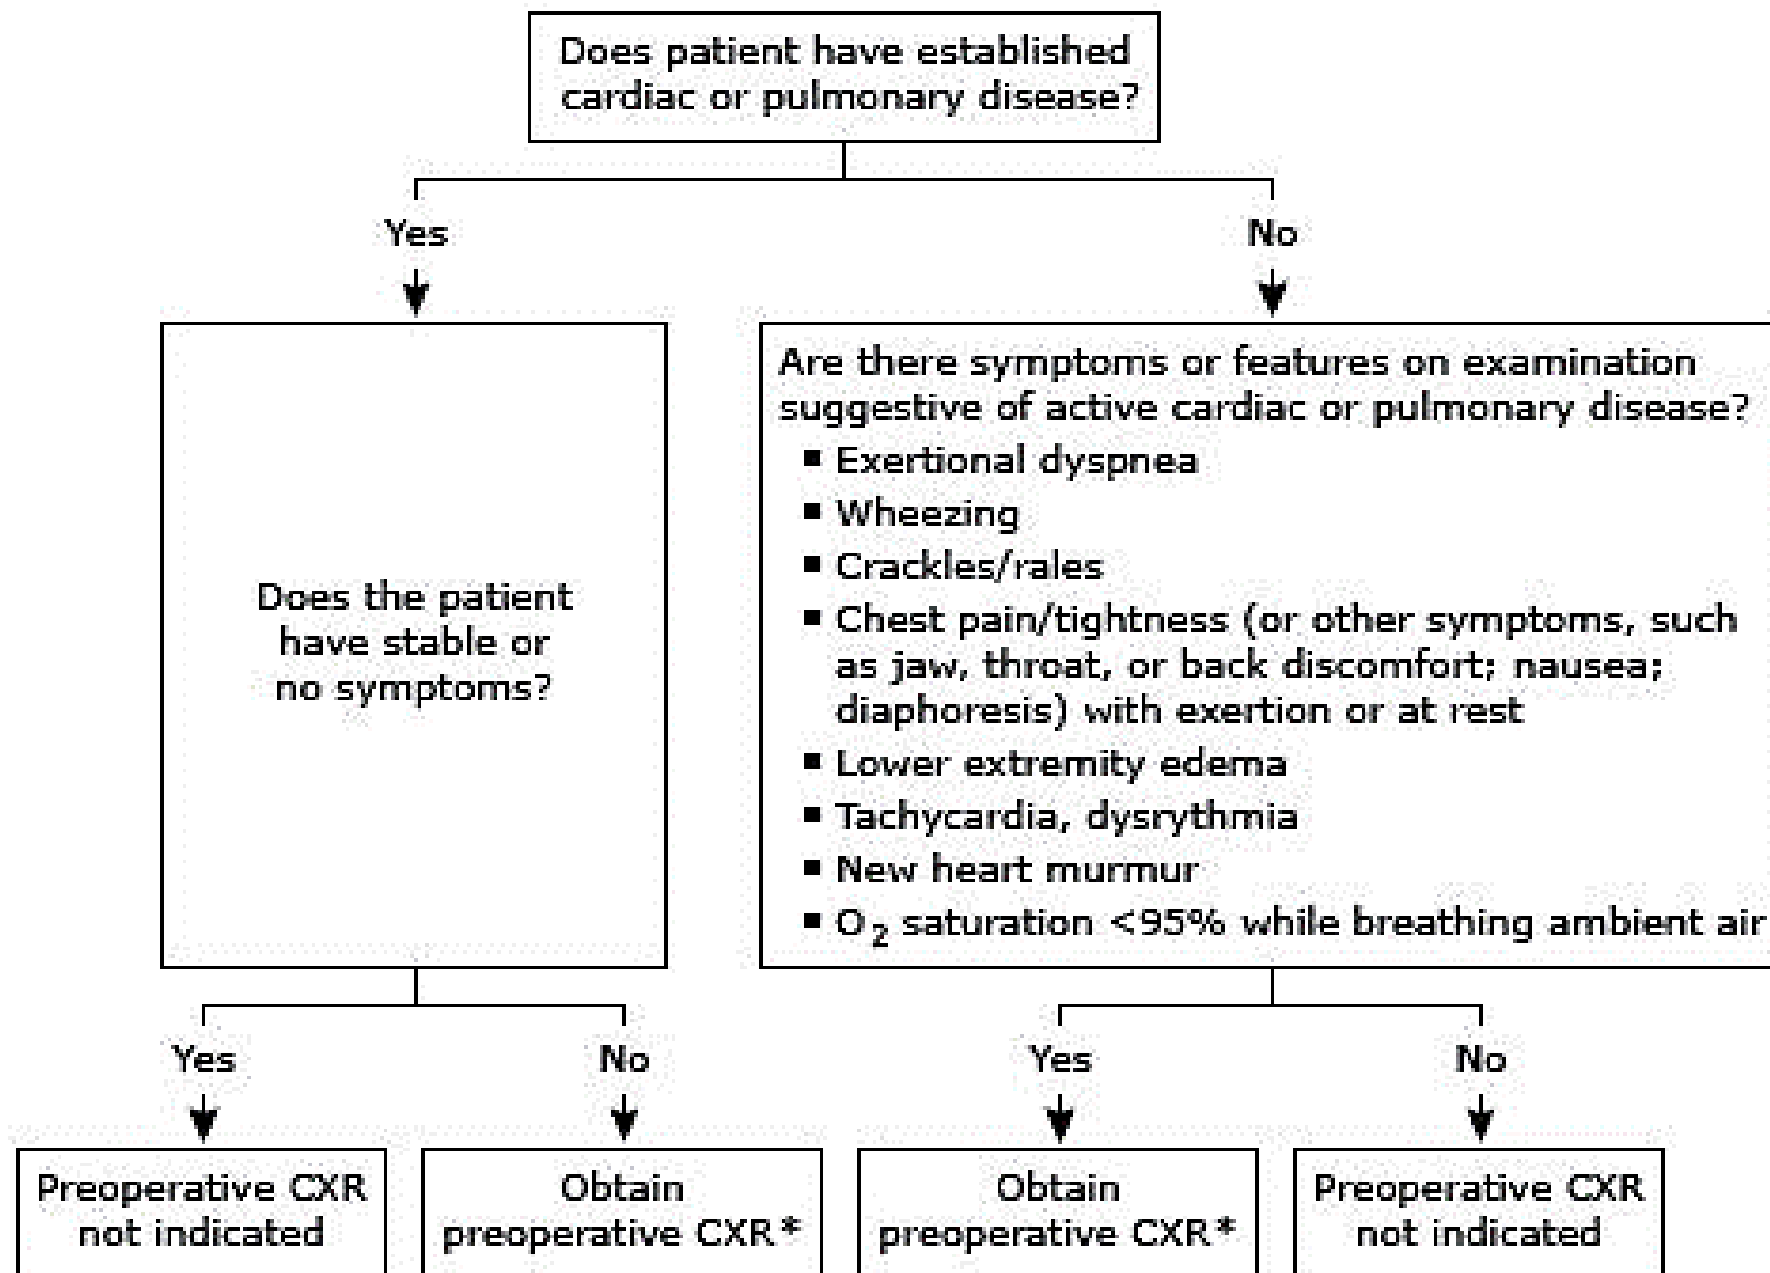 Does patient have established
cardiac or pulmonary disease?
Yes
No
Does the patient
have stable or
no symptoms?
Are there symptoms or features on examination
suggestive of active cardiac or pulmonary disease?
▪ Exertional dyspnea
▪ Wheezing
▪ Crackles/rales
▪ Chest pain/tightness (or other symptoms, such
as jaw, throat, or back discomfort; nausea;
diaphoresis) with exertion or at rest
▪ Lower extremity edema
▪ Tachycardia, dysrythmia
▪ New heart murmur
▪ O₂ saturation <95% while breathing ambient air
Yes
No
Yes
No
Preoperative CXR
not indicated
Obtain
preoperative CXR*
Obtain
preoperative CXR*
Preoperative CXR
not indicated